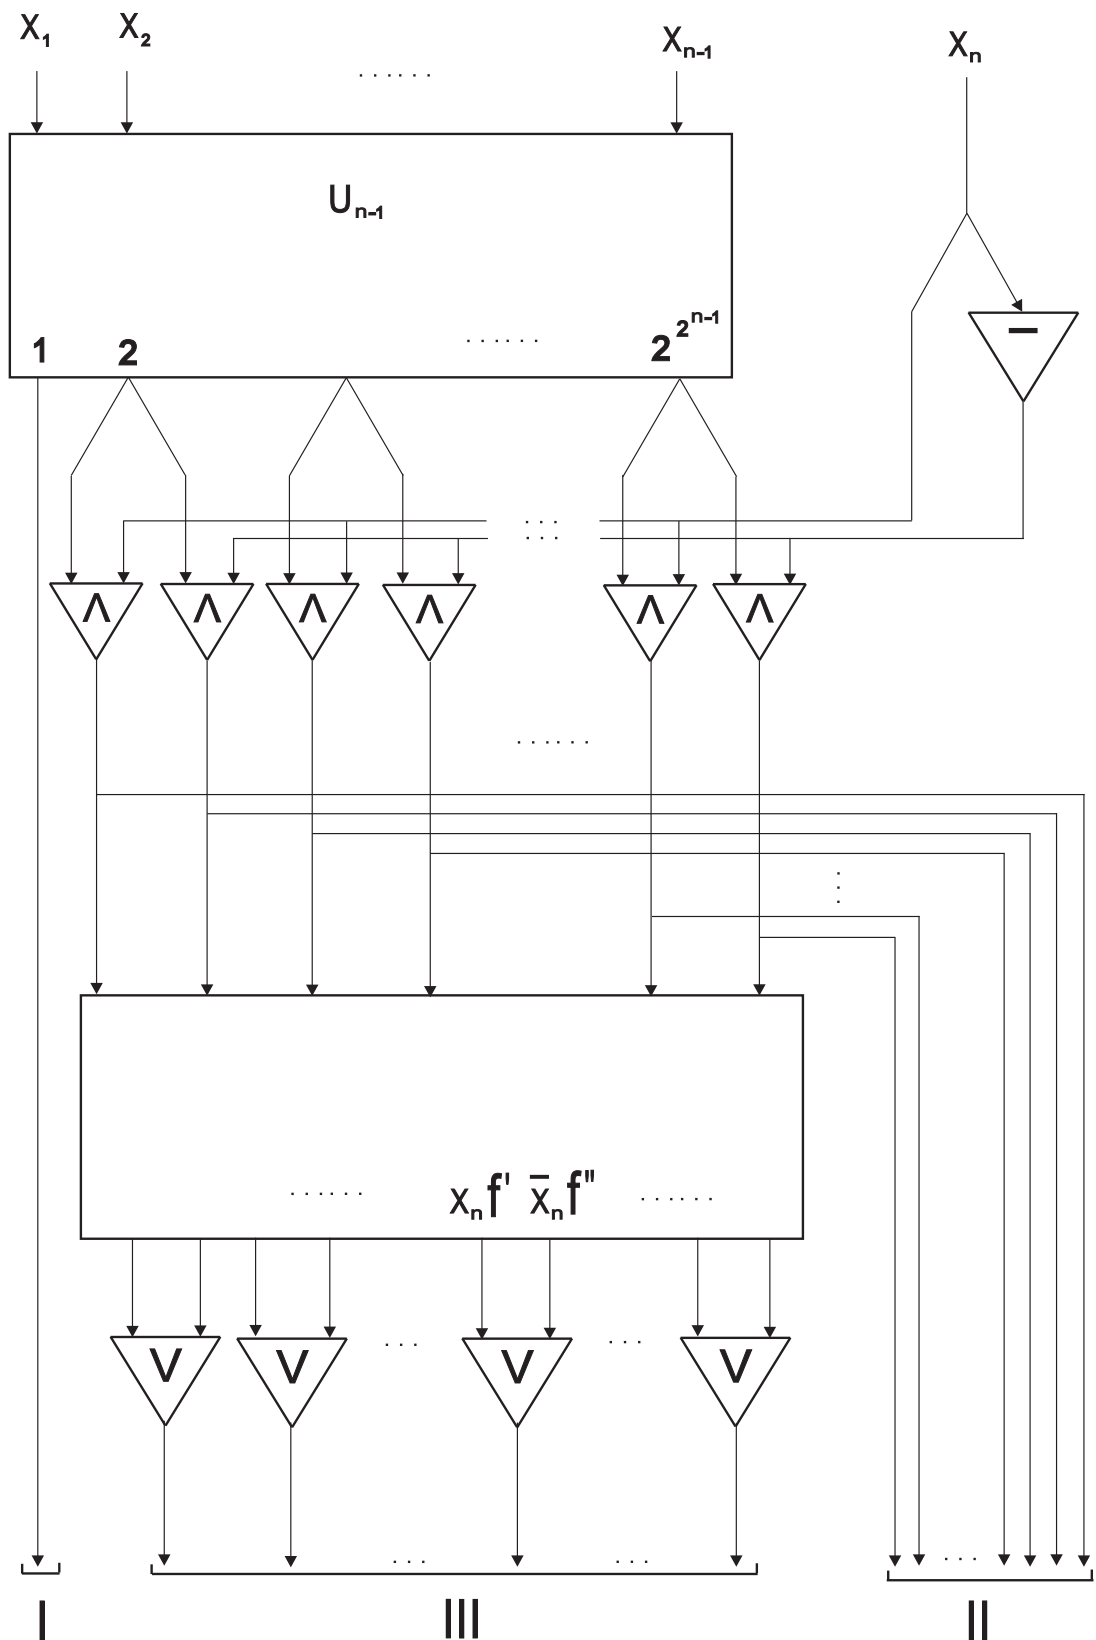 X₁ X₂ ...... Xₙ₋₁ Xₙ
Uₙ₋₁
1 2 ...... 2^2^(n-1)
−
... 
...
∧ ∧ ∧ ∧ ∧ ∧
......
...
...... xₙf' x̄ₙf'' ......
∨ ∨ ... ∨ ... ∨
... ... ...
I III II